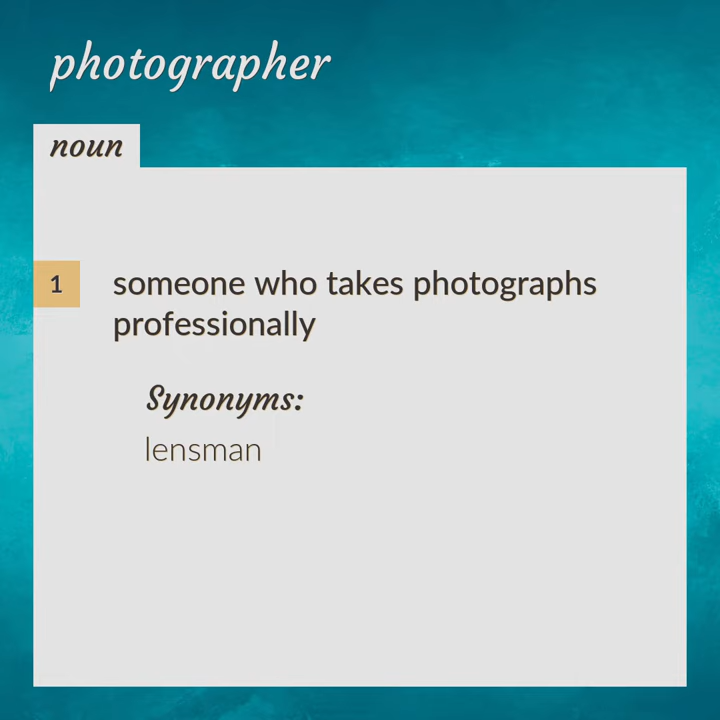 photographer
noun
1
someone who takes photographs
professionally
Synonyms:
lensman